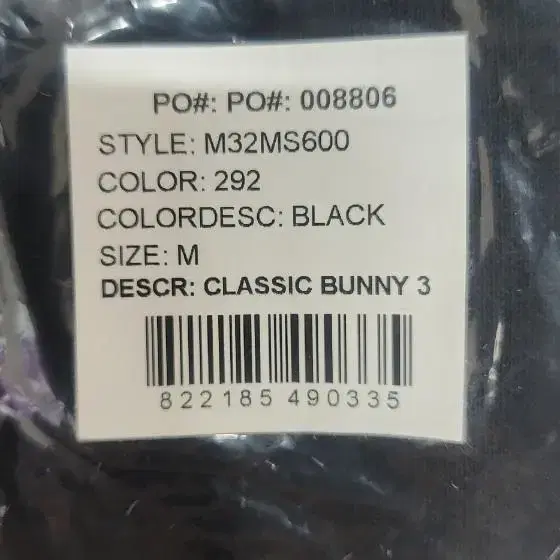 PO#: PO#: 008806
STYLE: M32MS600
COLOR: 292
COLORDESC: BLACK
SIZE: M
DESCR: CLASSIC BUNNY 3
822185 490335